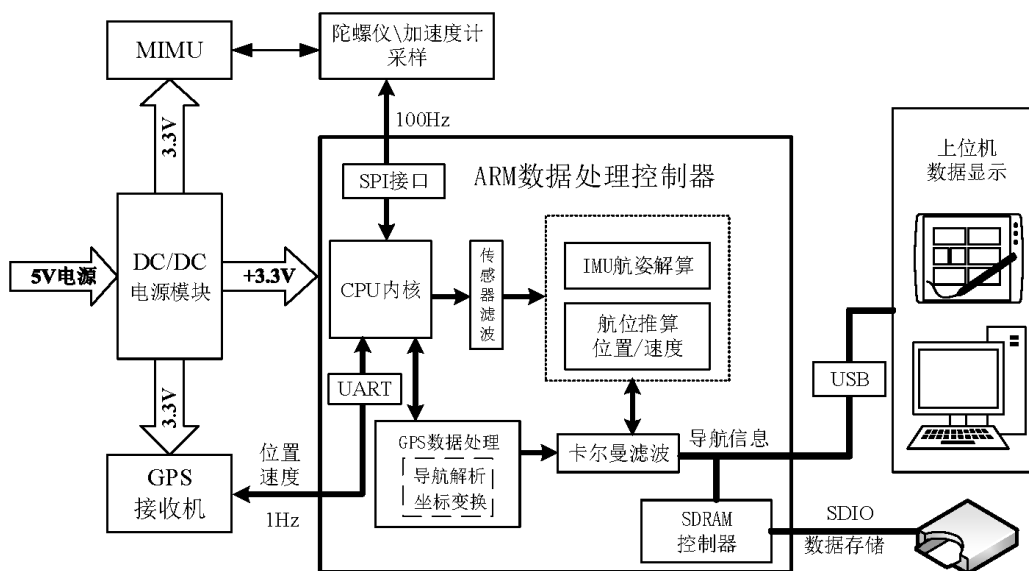 MIMU
陀螺仪\加速度计
采样
100Hz
3.3V
SPI接口
ARM数据处理控制器
上位机
数据显示
5V电源
DC/DC
电源模块
+3.3V
CPU内核
传感器滤波
IMU航姿解算
航位推算
位置/速度
3.3V
UART
USB
GPS
接收机
位置
速度
1Hz
GPS数据处理
导航解析
坐标变换
卡尔曼滤波
导航信息
SDRAM
控制器
SDIO
数据存储